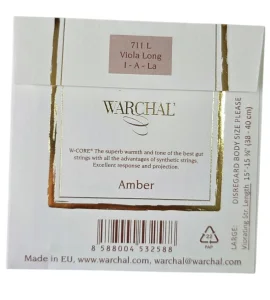 711 L
Viola Long
I - A - La
WARCHAL
W-CORE® The superb warmth and tone of the best gut
strings with all the advantages of synthetic strings.
Excellent response and projection.
Amber
8 588004 532588
22
PAP
Made in EU, www.warchal.com, warchal@warchal.com
DISREGARD BODY SIZE PLEASE
LARGE:
Vibrating Str. Length 15"-15 ¾" (38 - 40 cm)